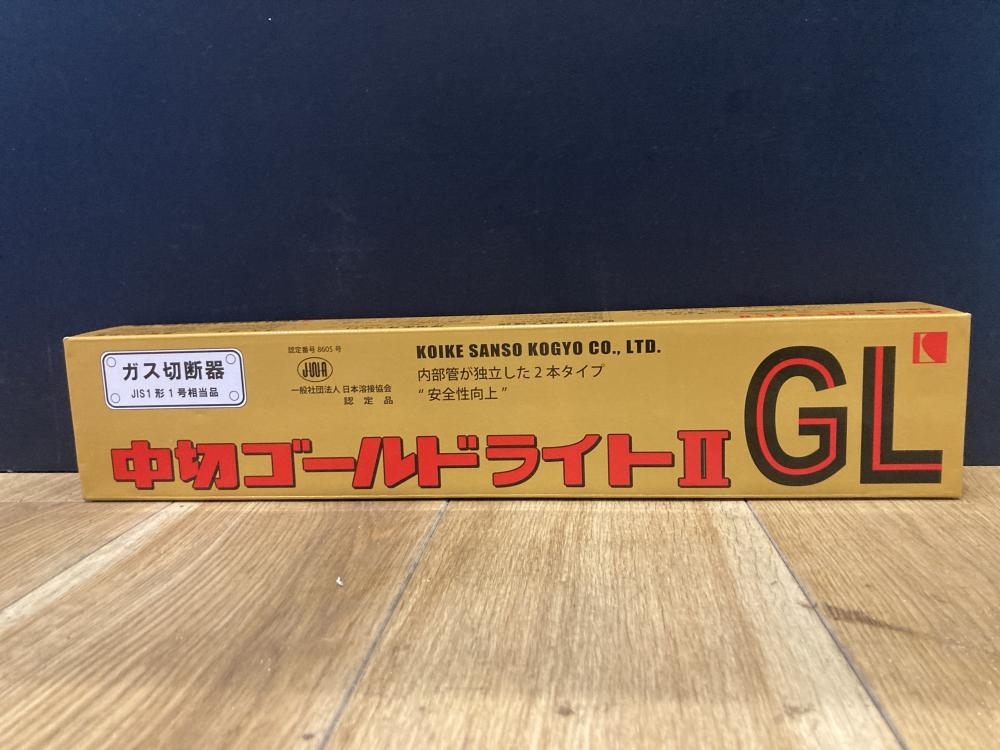 ガス切断器
JIS1形1号相当品
認定番号 8605 号
JWA
一般社団法人 日本溶接協会
認定品
KOIKE SANSO KOGYO CO., LTD.
内部管が独立した2本タイプ
“安全性向上”
中切ゴールドライトII
GL